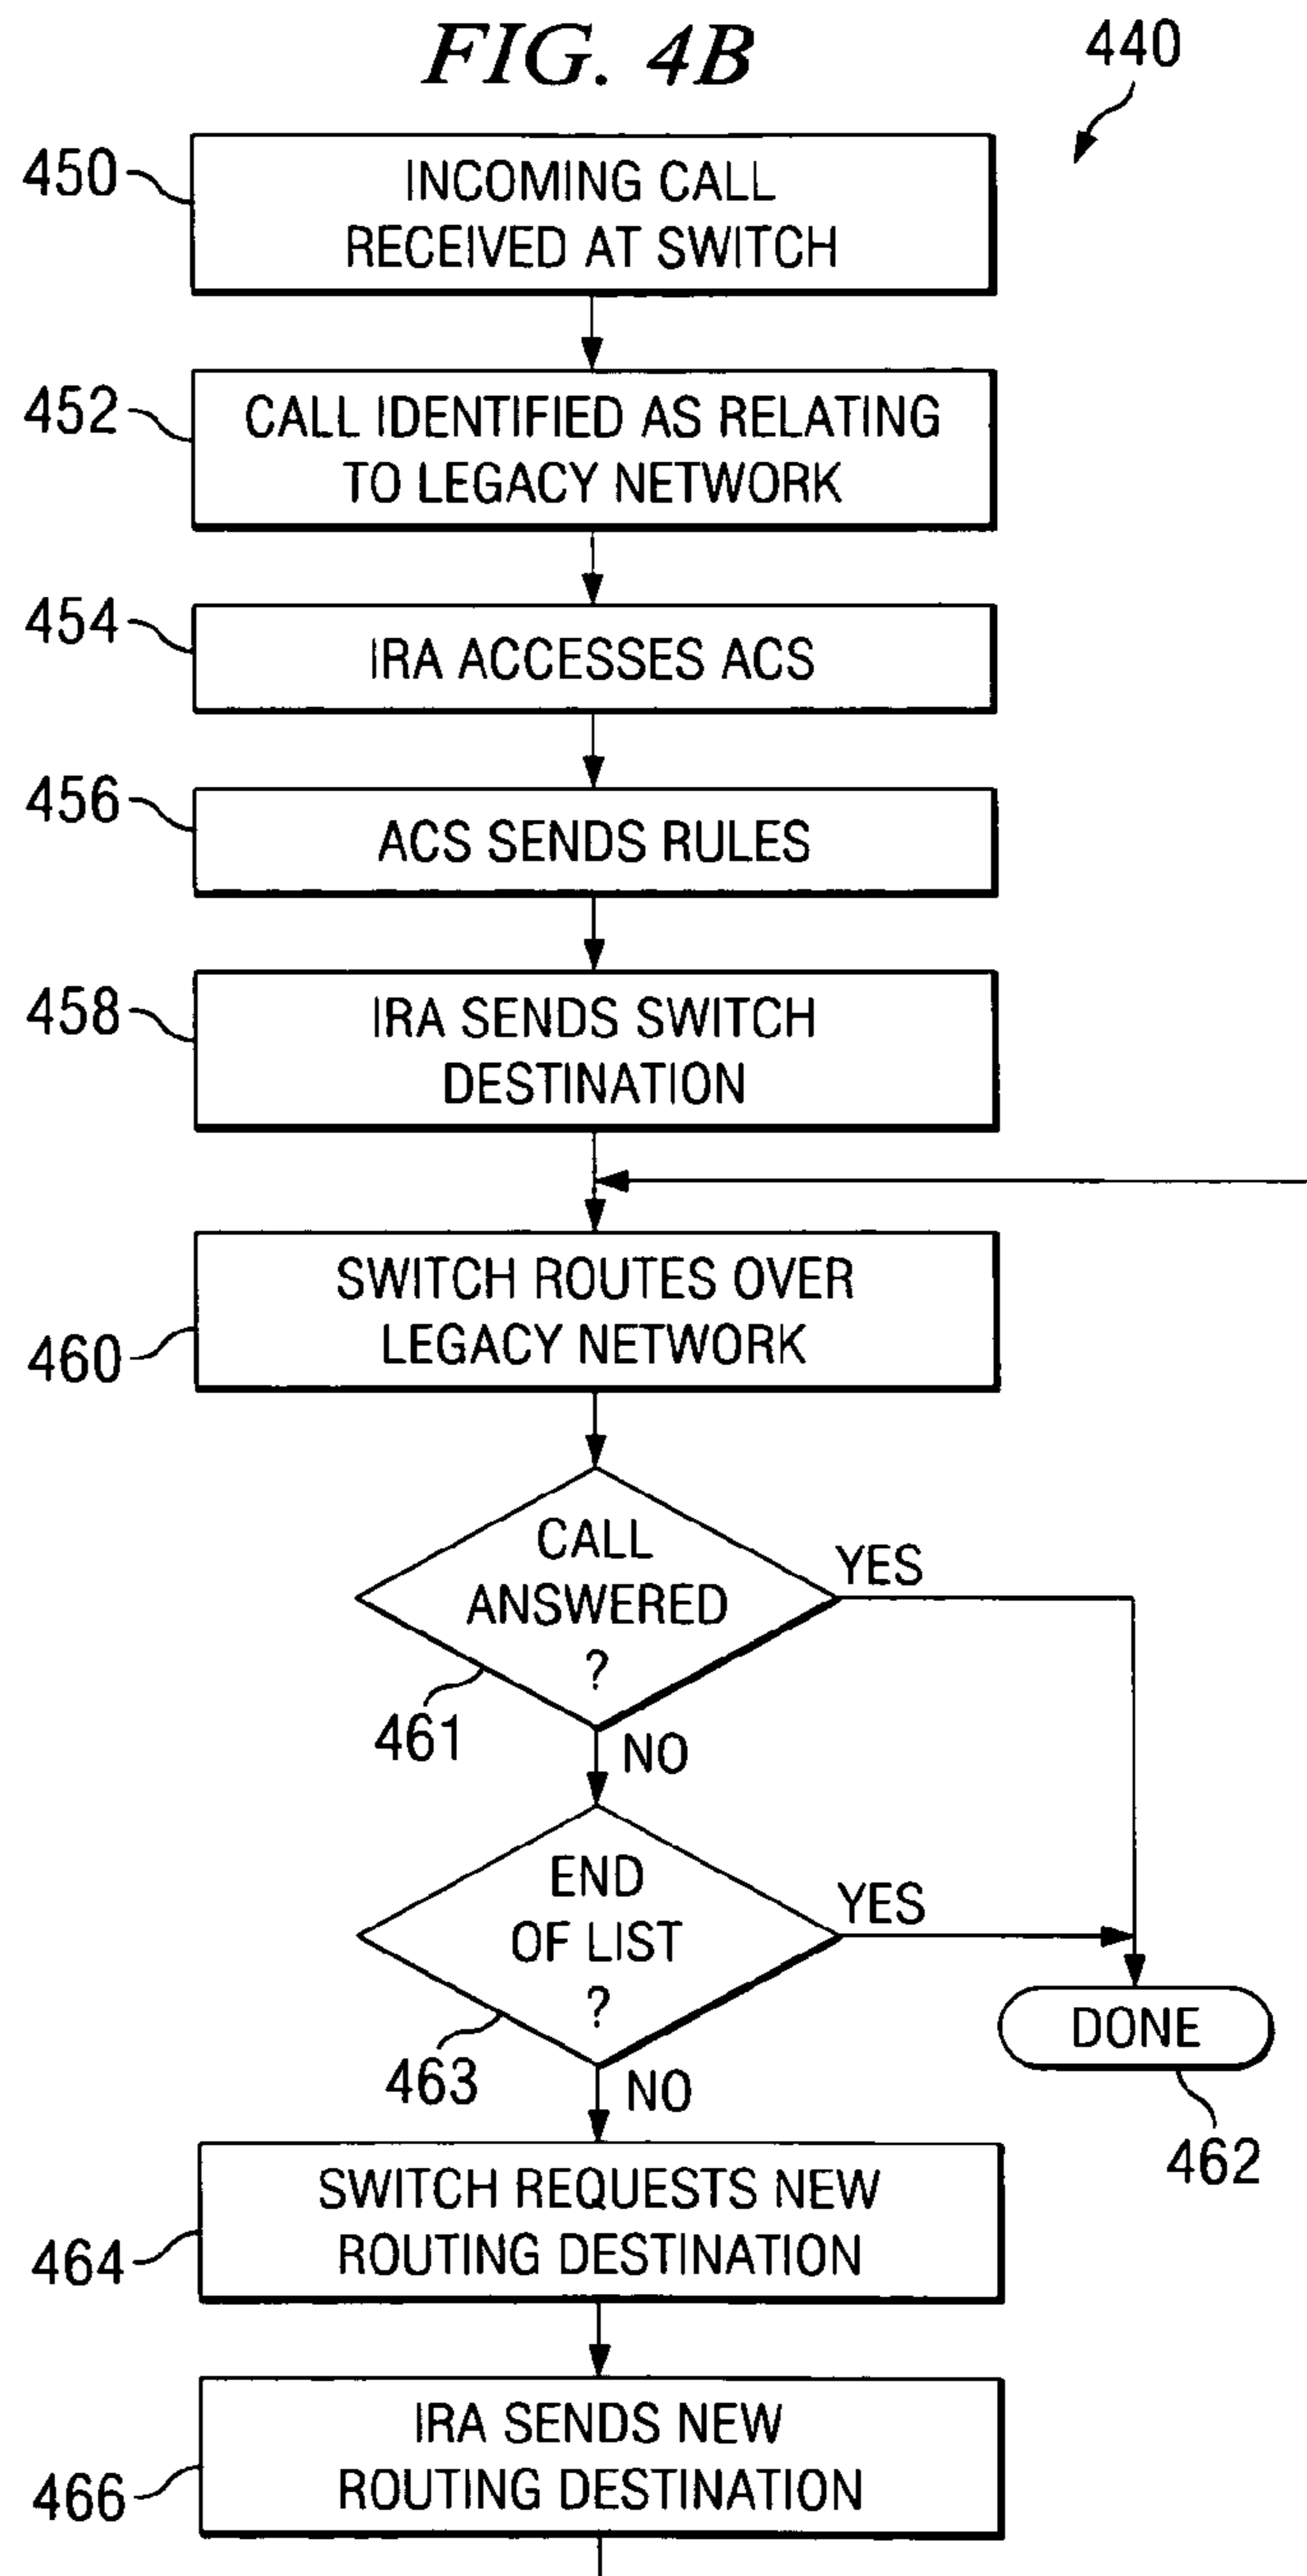 FIG. 4B
440
450
INCOMING CALL
RECEIVED AT SWITCH
452
CALL IDENTIFIED AS RELATING
TO LEGACY NETWORK
454
IRA ACCESSES ACS
456
ACS SENDS RULES
458
IRA SENDS SWITCH
DESTINATION
SWITCH ROUTES OVER
LEGACY NETWORK
460
CALL
ANSWERED
?
YES
461
NO
END
OF LIST
?
YES
463
NO
DONE
462
SWITCH REQUESTS NEW
ROUTING DESTINATION
464
IRA SENDS NEW
ROUTING DESTINATION
466